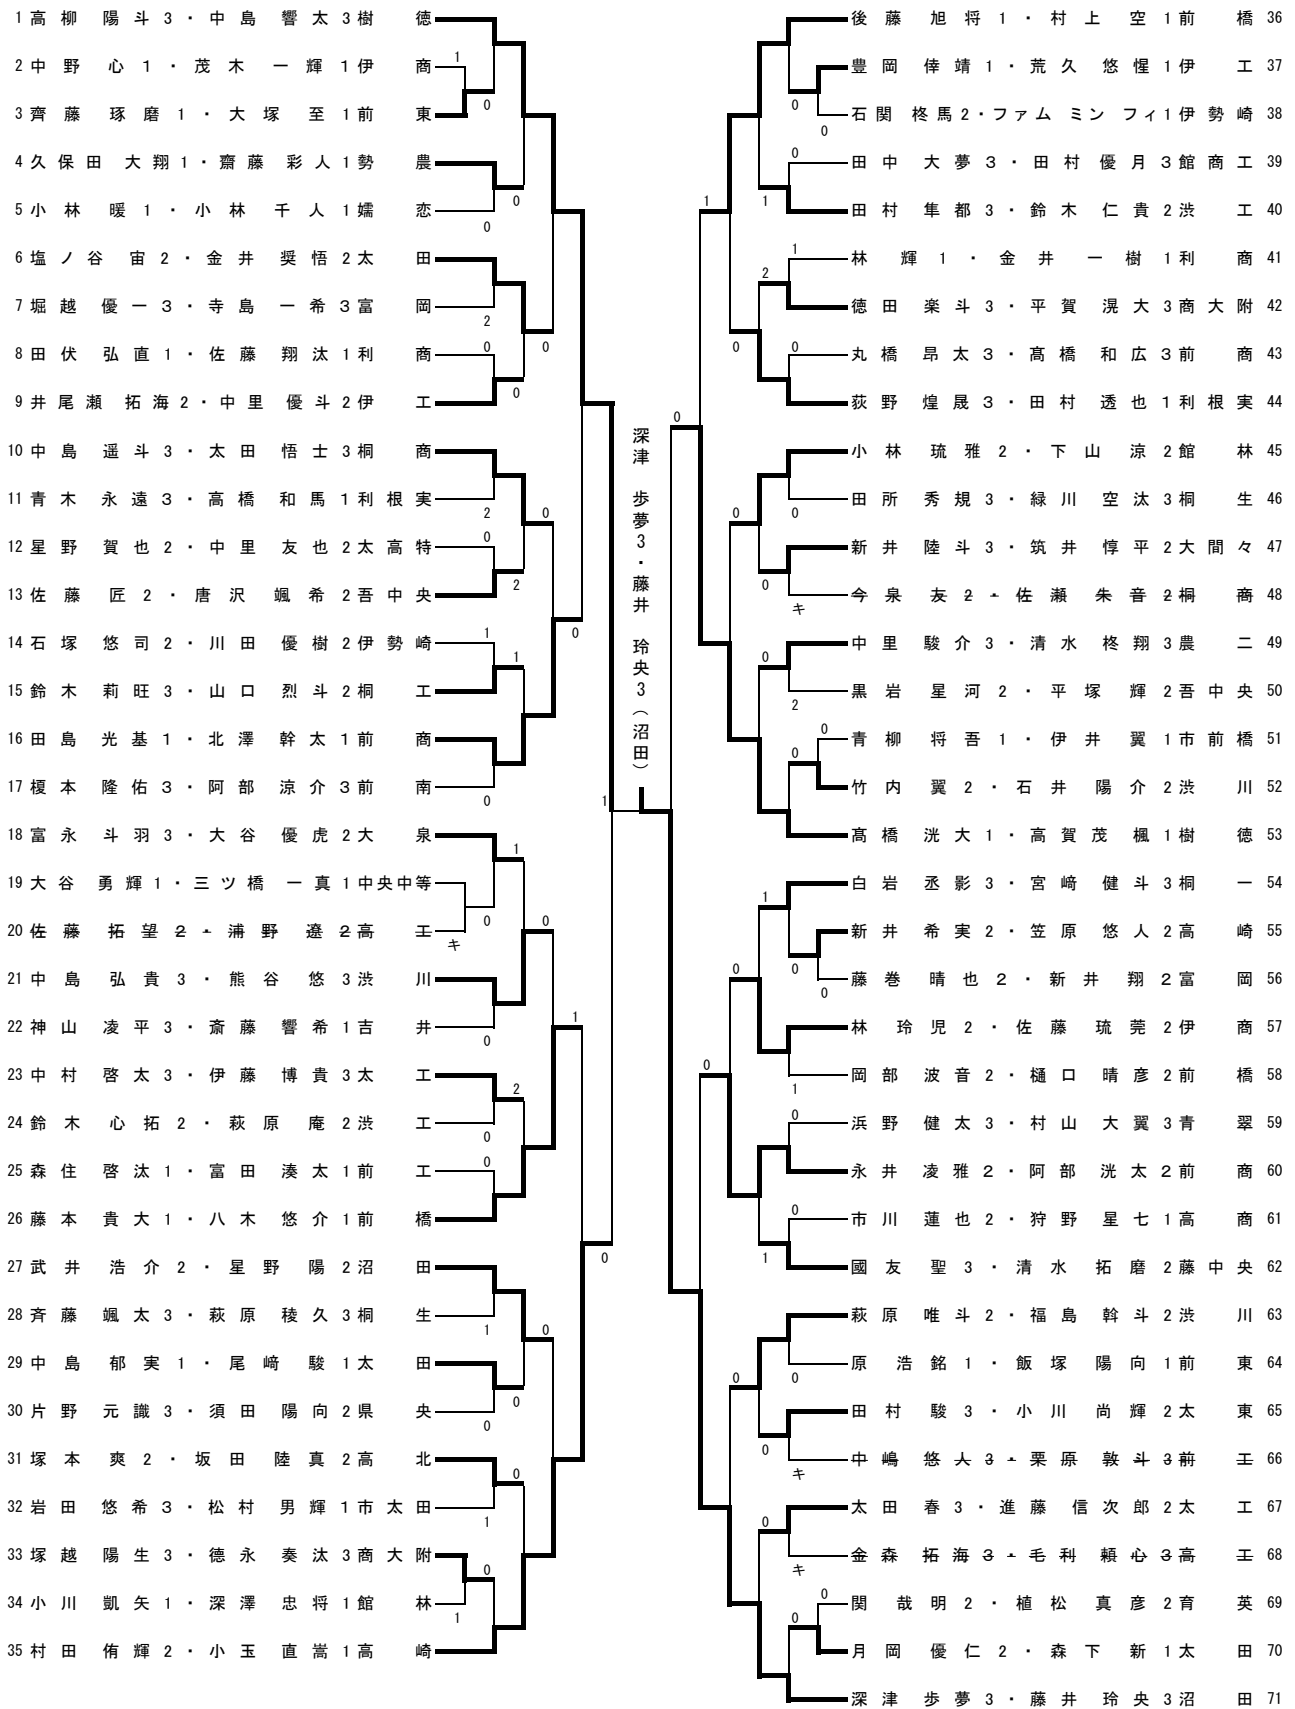 1 高柳 陽斗3・中島 響太3 樹徳
2 中野 心1・茂木 一輝1 伊商
3 齊藤 琢磨1・大塚 至1 前東
4 久保田 大翔1・齋藤 彩人1 勢農
5 小林 暖1・小林 千人1 嬬恋
6 塩ノ谷 宙2・金井 奨悟2 太田
7 堀越 優一3・寺島 一希3 富岡
8 田伏 弘直1・佐藤 翔汰1 利商
9 井尾瀬 拓海2・中里 優斗2 伊工
10 中島 遥斗3・太田 悟士3 桐商
11 青木 永遠3・高橋 和馬1 利根実
12 星野 賀也2・中里 友也2 太高特
13 佐藤 匠2・唐沢 颯希2 吾中央
14 石塚 悠司2・川田 優樹2 伊勢崎
15 鈴木 莉旺3・山口 烈斗2 桐工
16 田島 光基1・北澤 幹太1 前商
17 榎本 隆佑3・阿部 涼介3 前南
18 富永 斗羽3・大谷 優虎2 大泉
19 大谷 勇輝1・三ツ橋 一真1 中央中等
20 佐藤 拓望2・浦野 遼2 高工
キ
21 中島 弘貴3・熊谷 悠3 渋川
22 神山 凌平3・斎藤 響希1 吉井
23 中村 啓太3・伊藤 博貴3 太工
24 鈴木 心拓2・萩原 庵2 渋工
25 森住 啓汰1・富田 湊太1 前工
26 藤本 貴大1・八木 悠介1 前橋
27 武井 浩介2・星野 陽2 沼田
28 斉藤 颯太3・萩原 稜久3 桐生
29 中島 郁実1・尾﨑 駿1 太田
30 片野 元識3・須田 陽向2 県央
31 塚本 爽2・坂田 陸真2 高北
32 岩田 悠希3・松村 男輝1 市太田
33 塚越 陽生3・德永 奏汰3 商大附
34 小川 凱矢1・深澤 忠将1 館林
35 村田 侑輝2・小玉 直嵩1 高崎
深津 歩夢3・藤井 玲央3(沼田)
後藤 旭将1・村上 空1 前橋 36
豊岡 倖靖1・荒久 悠惺1 伊工 37
石関 柊馬2・ファム ミン フィ1 伊勢崎 38
田中 大夢3・田村 優月3 館商工 39
田村 隼都3・鈴木 仁貴2 渋工 40
林 輝1・金井 一樹1 利商 41
徳田 楽斗3・平賀 滉大3 商大附 42
丸橋 昂太3・髙橋 和広3 前商 43
荻野 煌晟3・田村 透也1 利根実 44
小林 琉雅2・下山 涼2 館林 45
田所 秀規3・緑川 空汰3 桐生 46
新井 陸斗3・筑井 惇平2 大間々 47
今泉 友2・佐瀬 朱音2 桐商 48
キ
中里 駿介3・清水 柊翔3 農二 49
黒岩 星河2・平塚 輝2 吾中央 50
青柳 将吾1・伊井 翼1 市前橋 51
竹内 翼2・石井 陽介2 渋川 52
髙橋 洸大1・高賀茂 楓1 樹徳 53
白岩 丞影3・宮﨑 健斗3 桐一 54
新井 希実2・笠原 悠人2 高崎 55
藤巻 晴也2・新井 翔2 富岡 56
林 玲児2・佐藤 琉莞2 伊商 57
岡部 波音2・樋口 晴彦2 前橋 58
浜野 健太3・村山 大翼3 青翠 59
永井 凌雅2・阿部 洸太2 前商 60
市川 蓮也2・狩野 星七1 高商 61
國友 聖3・清水 拓磨2 藤中央 62
萩原 唯斗2・福島 斡斗2 渋川 63
原 浩銘1・飯塚 陽向1 前東 64
田村 駿3・小川 尚輝2 太東 65
中嶋 悠人3・栗原 敦斗3 前工 66
キ
太田 春3・進藤 信次郎2 太工 67
金森 拓海3・毛利 頼心3 高工 68
キ
関 哉明2・植松 真彦2 育英 69
月岡 優仁2・森下 新1 太田 70
深津 歩夢3・藤井 玲央3 沼田 71